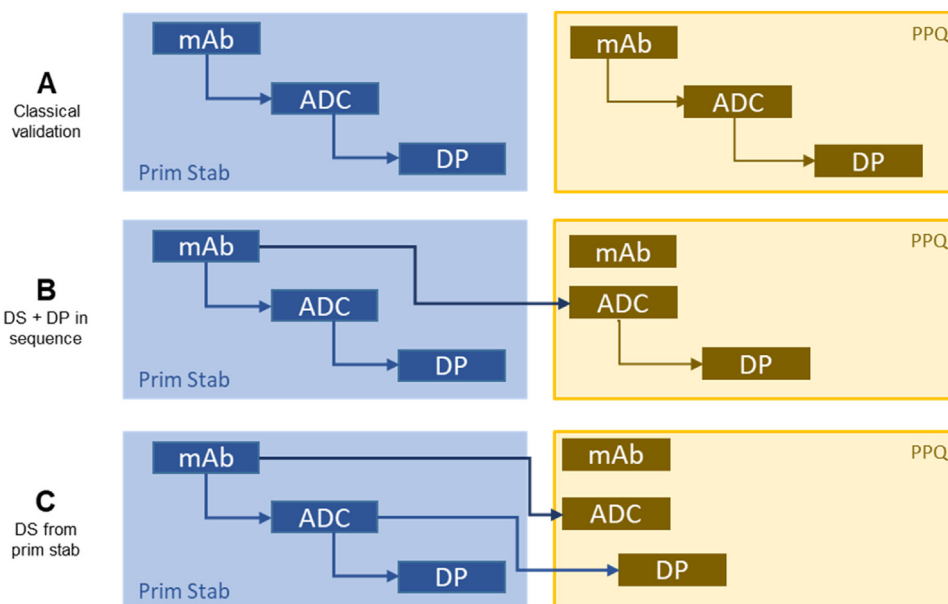 A
Classical
validation
mAb
ADC
DP
Prim Stab
mAb
ADC
DP
PPQ
B
DS + DP in
sequence
mAb
ADC
DP
Prim Stab
mAb
ADC
DP
PPQ
C
DS from
prim stab
mAb
ADC
DP
Prim Stab
mAb
ADC
DP
PPQ